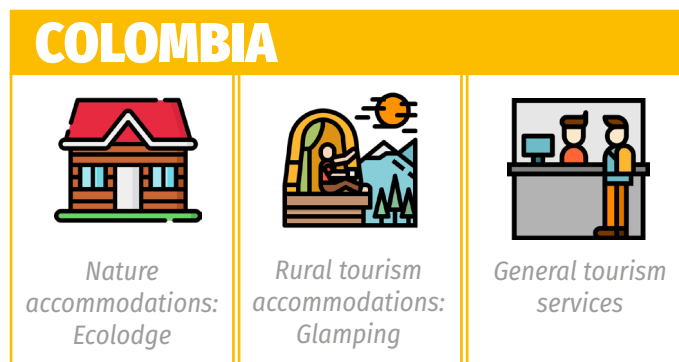 COLOMBIA
Nature
accommodations:
Ecolodge
Rural tourism
accommodations:
Glamping
General tourism
services